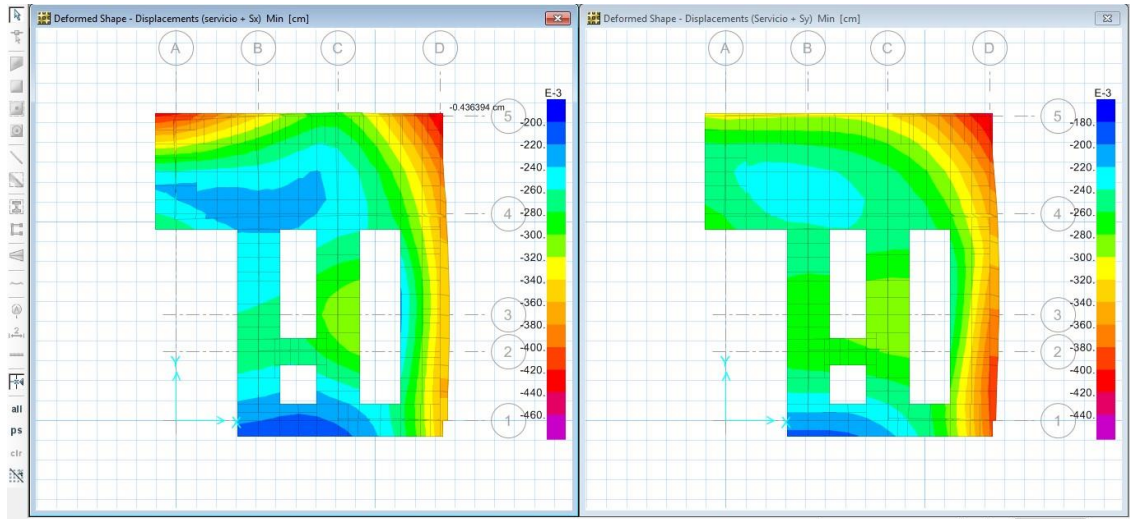 Deformed Shape - Displacements (servicio + Sx) Min [cm]
A B C D
-0.436394 cm
E-3
5
4
3
2
1
-200.
-220.
-240.
-260.
-280.
-300.
-320.
-340.
-360.
-380.
-400.
-420.
-440.
-460.
Y
X
Deformed Shape - Displacements (Servicio + Sy) Min [cm]
A B C D
E-3
5
4
3
2
1
-180.
-200.
-220.
-240.
-260.
-280.
-300.
-320.
-340.
-360.
-380.
-400.
-420.
-440.
Y
X
all
ps
clr